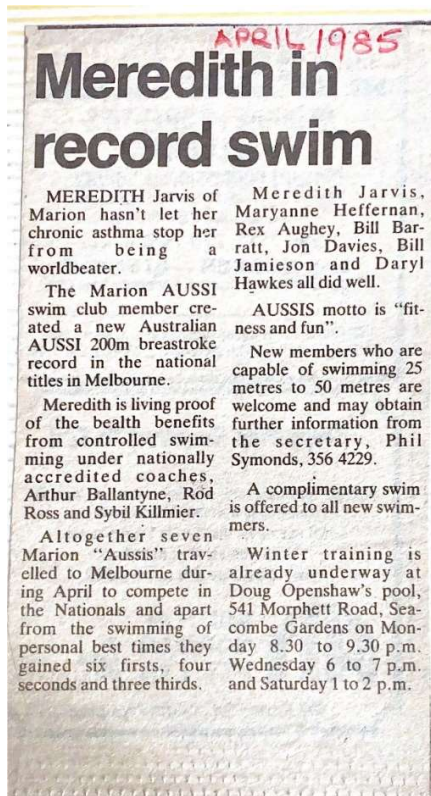 APRIL 1985
Meredith in
record swim
MEREDITH Jarvis of
Marion hasn't let her
chronic asthma stop her
from being a
worldbeater.
The Marion AUSSI
swim club member cre-
ated a new Australian
AUSSI 200m breastroke
record in the national
titles in Melbourne.
Meredith is living proof
of the bealth benefits
from controlled swim-
ming under nationally
accredited coaches,
Arthur Ballantyne, Rod
Ross and Sybil Killmier.
Altogether seven
Marion "Aussis" trav-
elled to Melbourne dur-
ing April to compete in
the Nationals and apart
from the swimming of
personal best times they
gained six firsts, four
seconds and three thirds.
Meredith Jarvis,
Maryanne Heffernan,
Rex Aughey, Bill Bar-
ratt, Jon Davies, Bill
Jamieson and Daryl
Hawkes all did well.
AUSSIS motto is "fit-
ness and fun".
New members who are
capable of swimming 25
metres to 50 metres are
welcome and may obtain
further information from
the secretary, Phil
Symonds, 356 4229.
A complimentary swim
is offered to all new swim-
mers.
Winter training is
already underway at
Doug Openshaw's pool,
541 Morphett Road, Sea-
combe Gardens on Mon-
day 8.30 to 9.30 p.m.
Wednesday 6 to 7 p.m.
and Saturday 1 to 2 p.m.